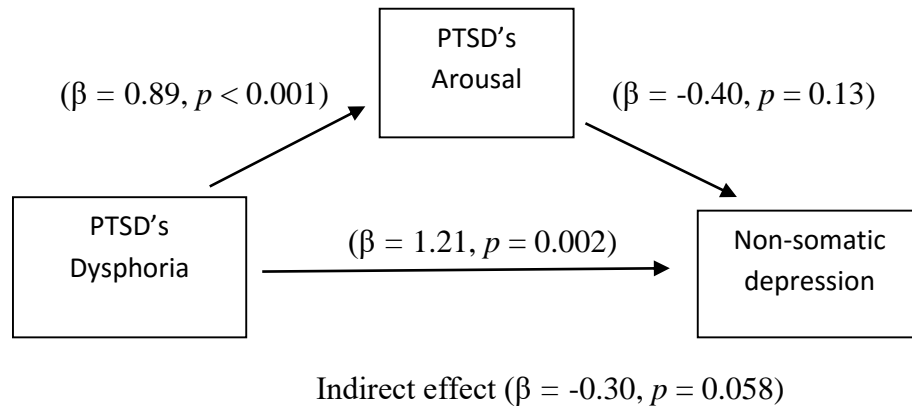 PTSD’s
Arousal
(β = 0.89, p < 0.001)
(β = -0.40, p = 0.13)
PTSD’s
Dysphoria
(β = 1.21, p = 0.002)
Non-somatic
depression
Indirect effect (β = -0.30, p = 0.058)